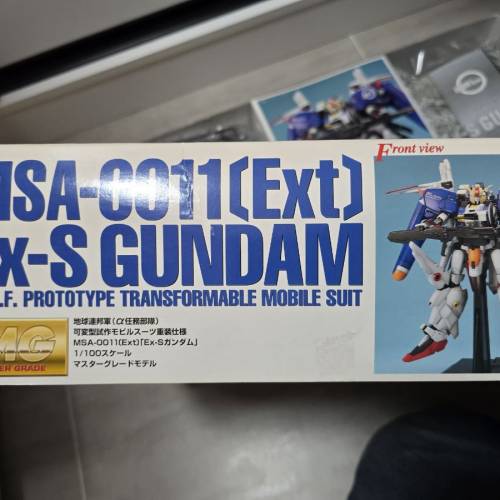 MSA-0011(Ext)
Ex-S GUNDAM
.F. PROTOTYPE TRANSFORMABLE MOBILE SUIT
MG
ER GRADE
地球連邦軍(α任務部隊)
可変型試作モビルスーツ重装仕様
MSA-0011(Ext)「Ex-Sガンダム」
1/100スケール
マスターグレードモデル
Front view